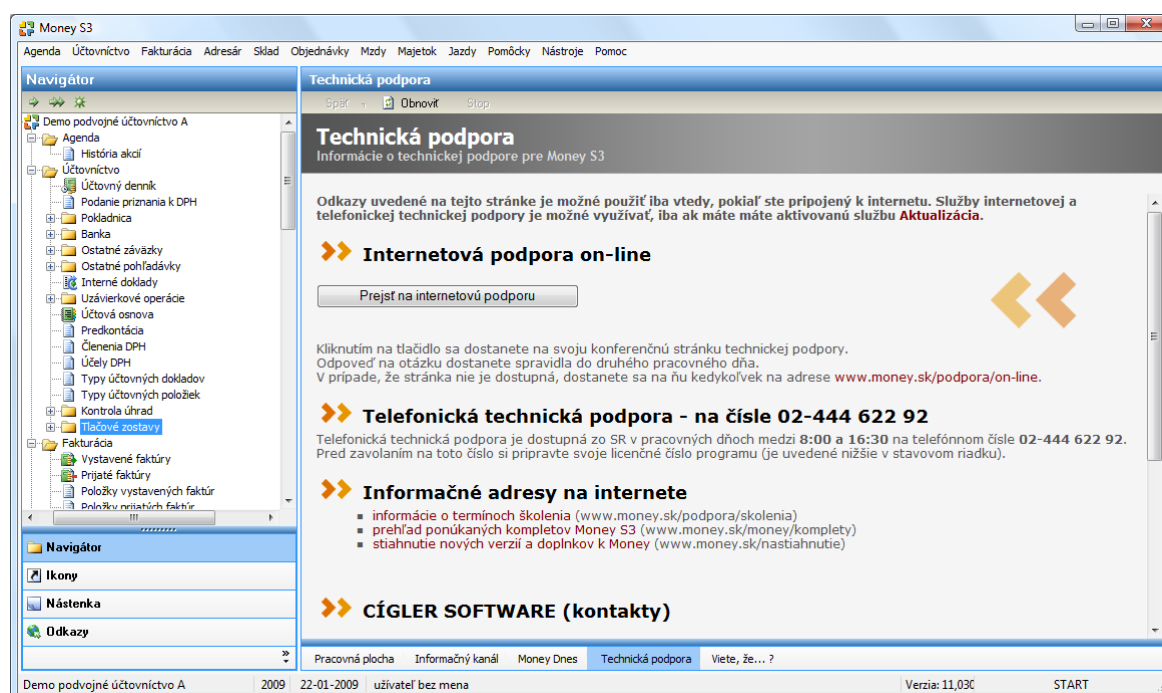 Money S3
Agenda Účtovníctvo Fakturácia Adresár Sklad Objednávky Mzdy Majetok Jazdy Pomôcky Nástroje Pomoc
Navigátor
Demo podvojné účtovníctvo A
Agenda
História akcií
Účtovníctvo
Účtovný denník
Podanie priznania k DPH
Pokladnica
Banka
Ostatné záväzky
Ostatné pohľadávky
Interné doklady
Uzávierkové operácie
Účtová osnova
Predkontácia
Členenia DPH
Účely DPH
Typy účtovných dokladov
Typy účtovných položiek
Kontrola úhrad
Tlačové zostavy
Fakturácia
Vystavené faktúry
Prijaté faktúry
Položky vystavených faktúr
Položky prijatých faktúr
Navigátor
Ikony
Nástenka
Odkazy
Technická podpora
Späť Obnoviť Stop
Technická podpora
Informácie o technickej podpore pre Money S3
Odkazy uvedené na tejto stránke je možné použiť iba vtedy, pokiaľ ste pripojený k internetu. Služby internetovej a
telefonickej technickej podpory je možné využívať, iba ak máte máte aktivovanú službu Aktualizácia.
Internetová podpora on-line
Prejsť na internetovú podporu
Kliknutím na tlačidlo sa dostanete na svoju konferenčnú stránku technickej podpory.
Odpoveď na otázku dostanete spravidla do druhého pracovného dňa.
V prípade, že stránka nie je dostupná, dostanete sa na ňu kedykoľvek na adrese www.money.sk/podpora/on-line.
Telefonická technická podpora - na čísle 02-444 622 92
Telefonická technická podpora je dostupná zo SR v pracovných dňoch medzi 8:00 a 16:30 na telefónnom čísle 02-444 622 92.
Pred zavolaním na toto číslo si pripravte svoje licenčné číslo programu (je uvedené nižšie v stavovom riadku).
Informačné adresy na internete
informácie o termínoch školenia (www.money.sk/podpora/skolenia)
prehľad ponúkaných kompletov Money S3 (www.money.sk/money/komplety)
stiahnutie nových verzií a doplnkov k Money (www.money.sk/nastiahnutie)
CÍGLER SOFTWARE (kontakty)
Pracovná plocha Informačný kanál Money Dnes Technická podpora Viete, že... ?
Demo podvojné účtovníctvo A 2009 22-01-2009 užívateľ bez mena Verzia: 11,030 START